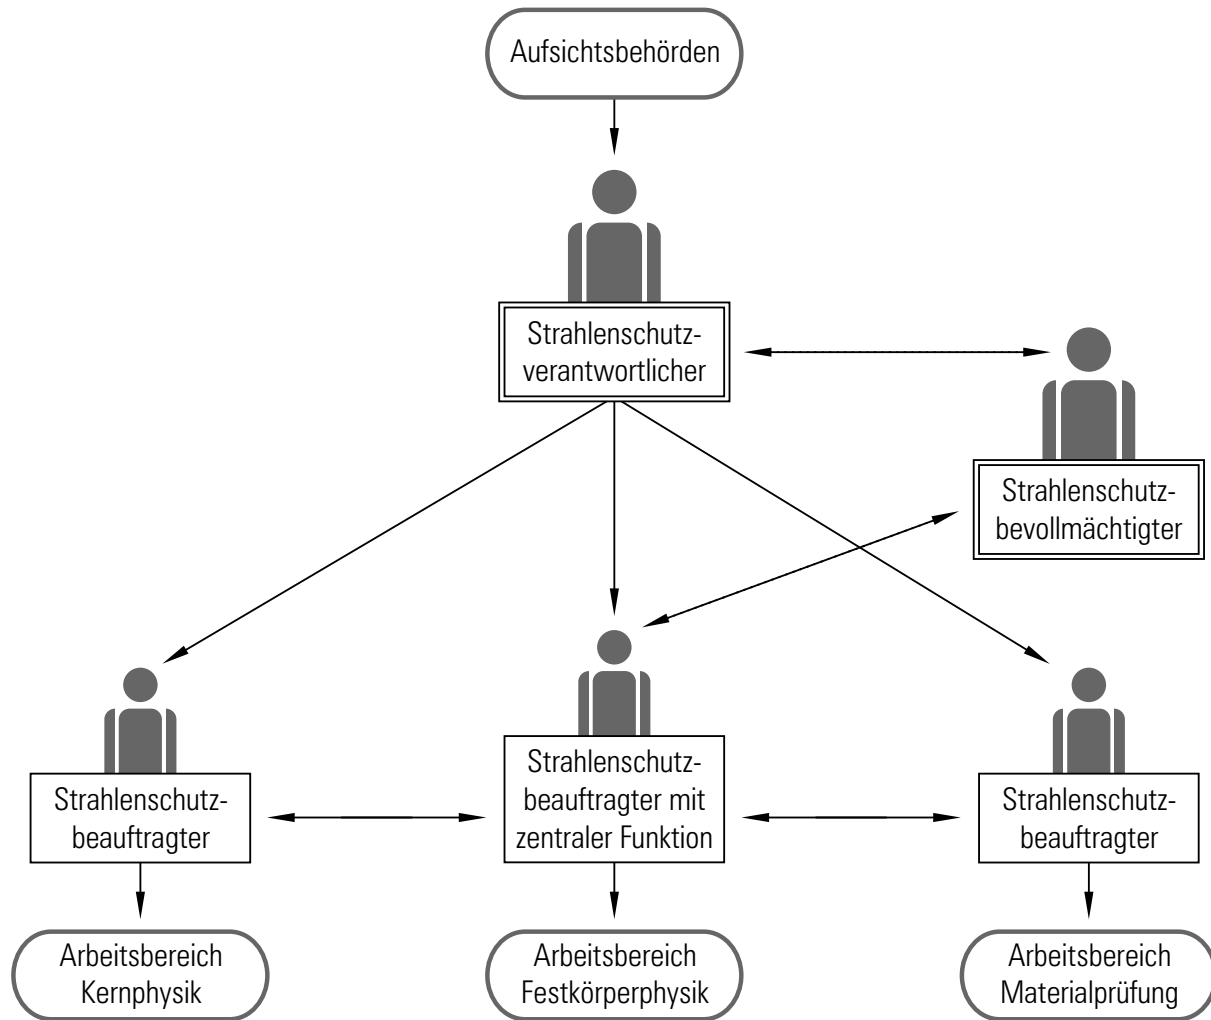 Aufsichtsbehörden
Strahlenschutz-
verantwortlicher
Strahlenschutz-
bevollmächtigter
Strahlenschutz-
beauftragter
Strahlenschutz-
beauftragter mit
zentraler Funktion
Strahlenschutz-
beauftragter
Arbeitsbereich
Kernphysik
Arbeitsbereich
Festkörperphysik
Arbeitsbereich
Materialprüfung